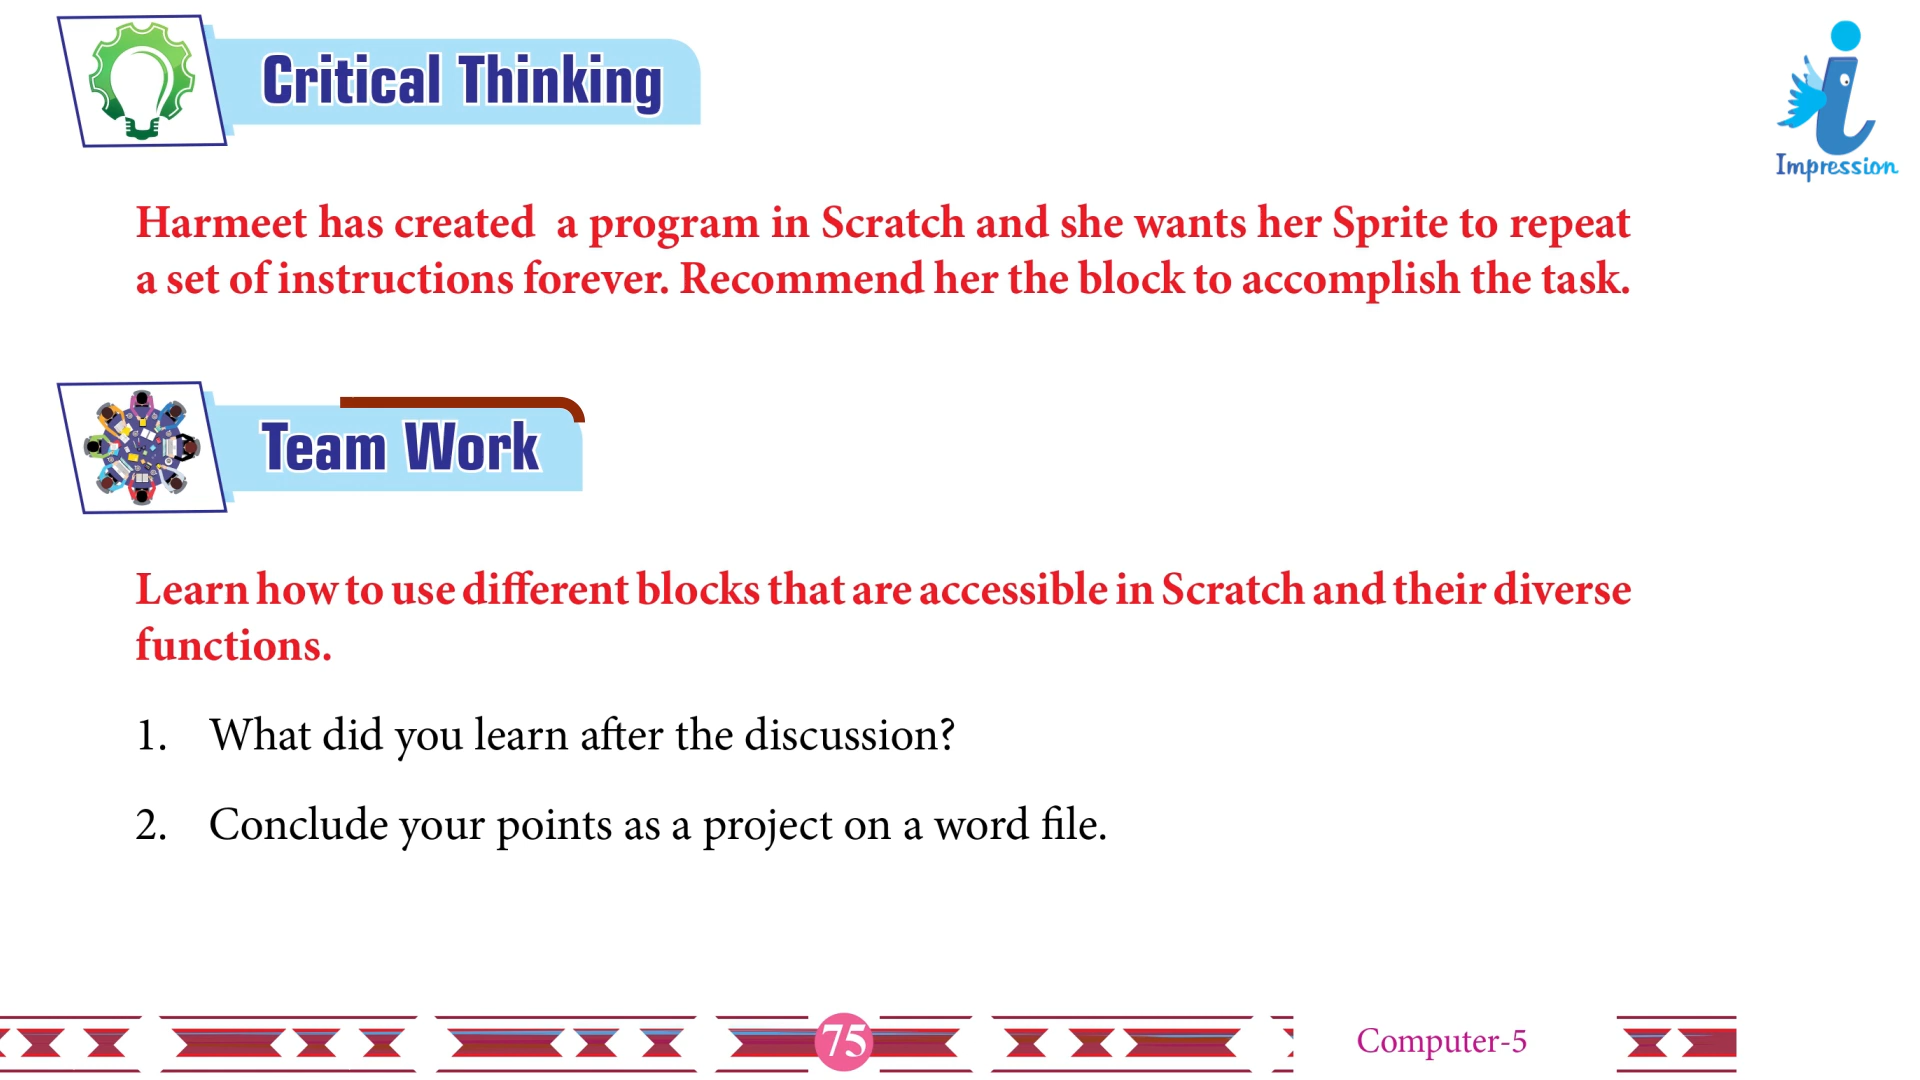 Critical Thinking
Impression
Harmeet has created a program in Scratch and she wants her Sprite to repeat
a set of instructions forever. Recommend her the block to accomplish the task.
Team Work
Learn how to use different blocks that are accessible in Scratch and their diverse
functions.
1. What did you learn after the discussion?
2. Conclude your points as a project on a word file.
75
Computer-5